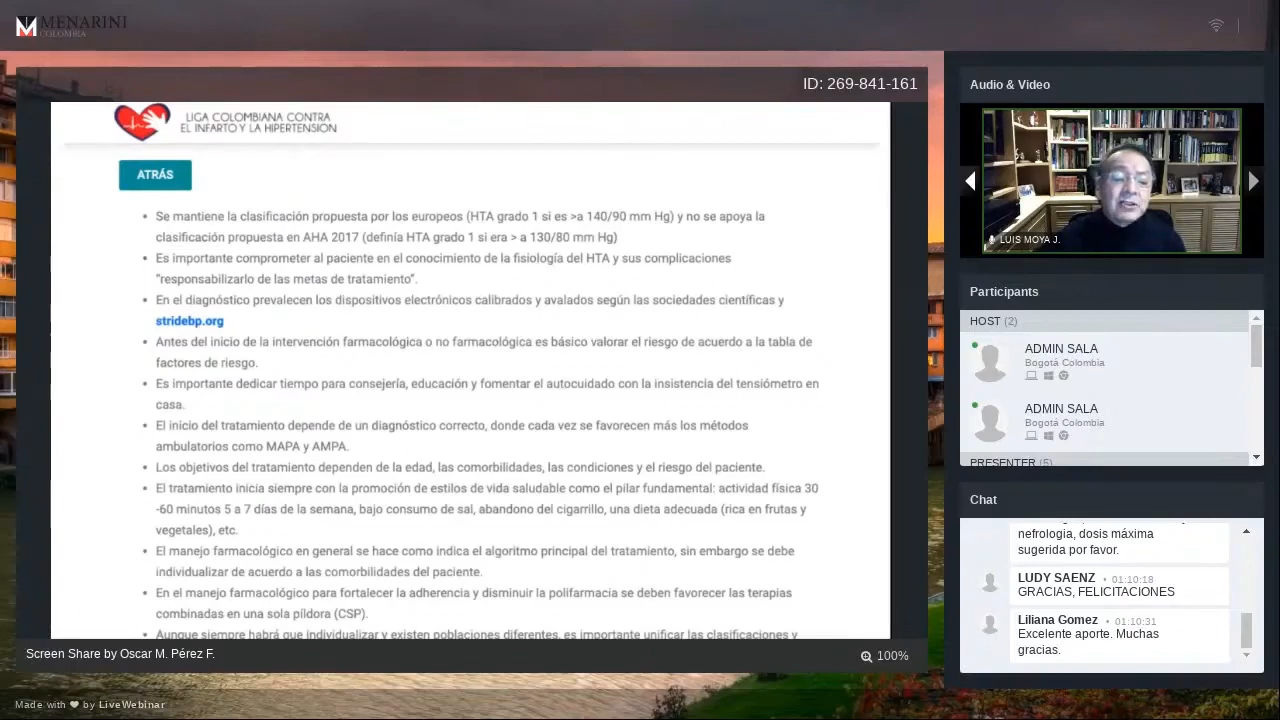 MENARINI
COLOMBIA
ID: 269-841-161
LIGA COLOMBIANA CONTRA
EL INFARTO Y LA HIPERTENSION
ATRÁS
• Se mantiene la clasificación propuesta por los europeos (HTA grado 1 si es >a 140/90 mm Hg) y no se apoya la
clasificación propuesta en AHA 2017 (definía HTA grado 1 si era > a 130/80 mm Hg)
• Es importante comprometer al paciente en el conocimiento de la fisiología del HTA y sus complicaciones
"responsabilizarlo de las metas de tratamiento".
• En el diagnóstico prevalecen los dispositivos electrónicos calibrados y avalados según las sociedades científicas y
stridebp.org
• Antes del inicio de la intervención farmacológica o no farmacológica es básico valorar el riesgo de acuerdo a la tabla de
factores de riesgo.
• Es importante dedicar tiempo para consejería, educación y fomentar el autocuidado con la insistencia del tensiómetro en
casa.
• El inicio del tratamiento depende de un diagnóstico correcto, donde cada vez se favorecen más los métodos
ambulatorios como MAPA y AMPA.
• Los objetivos del tratamiento dependen de la edad, las comorbilidades, las condiciones y el riesgo del paciente.
• El tratamiento inicia siempre con la promoción de estilos de vida saludable como el pilar fundamental: actividad física 30
-60 minutos 5 a 7 días de la semana, bajo consumo de sal, abandono del cigarrillo, una dieta adecuada (rica en frutas y
vegetales), etc.
• El manejo farmacológico en general se hace como indica el algoritmo principal del tratamiento, sin embargo se debe
individualizar de acuerdo a las comorbilidades del paciente.
• En el manejo farmacológico para fortalecer la adherencia y disminuir la polifarmacia se deben favorecer las terapias
combinadas en una sola píldora (CSP).
• Aunque siempre habrá que individualizar y existen poblaciones diferentes, es importante unificar las clasificaciones y
Screen Share by Oscar M. Pérez F.
100%
Made with ❤ by LiveWebinar
Audio & Video
LUIS MOYA J.
Participants
HOST (2)
ADMIN SALA
Bogotá Colombia
ADMIN SALA
Bogotá Colombia
PRESENTER (5)
Chat
nefrología, dosis máxima
sugerida por favor.
LUDY SAENZ • 01:10:18
GRACIAS, FELICITACIONES
Liliana Gomez • 01:10:31
Excelente aporte. Muchas
gracias.